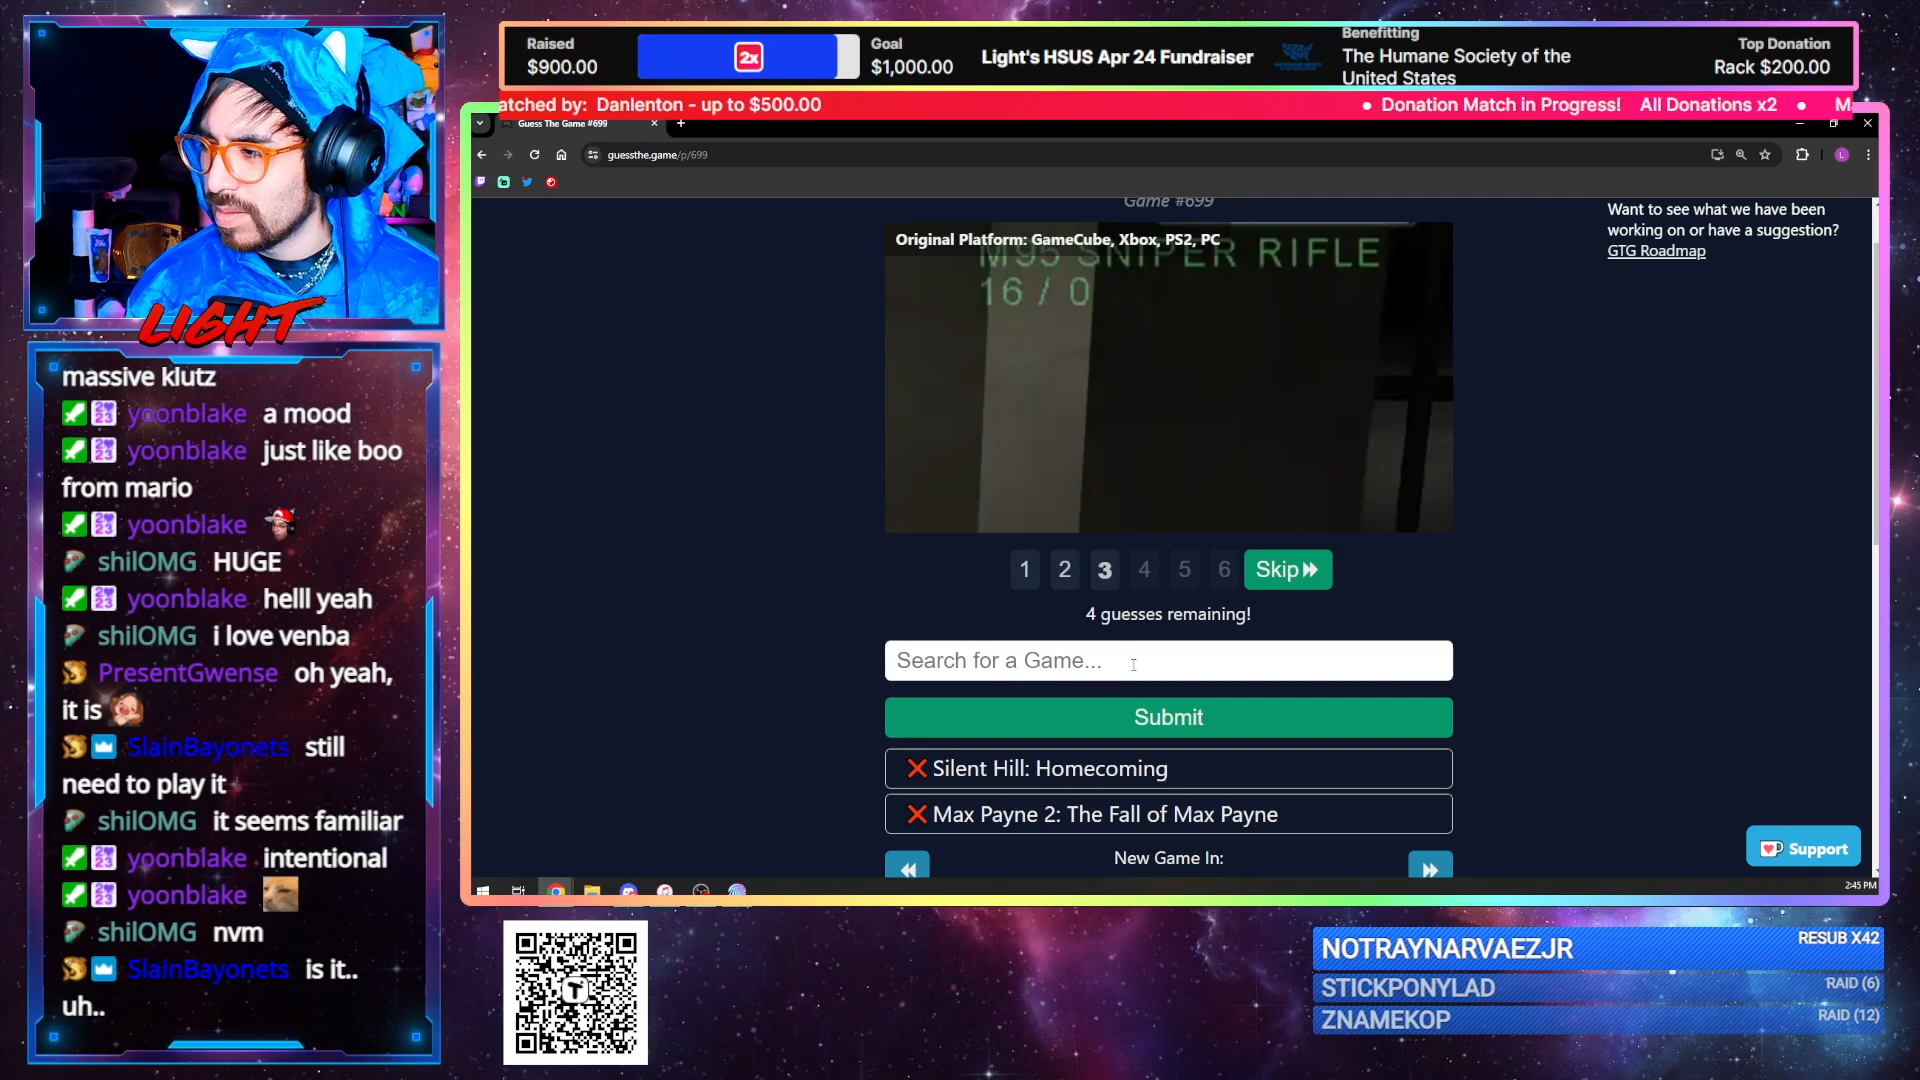 Raised
$900.00
2x
Goal
$1,000.00
Light's HSUS Apr 24 Fundraiser
Benefitting
The Humane Society of the
United States
Top Donation
Rack $200.00
atched by: Danlenton - up to $500.00
• Donation Match in Progress! All Donations x2 • M
Guess The Game #699
guessthe.game/p/699
Game #699
Original Platform: GameCube, Xbox, PS2, PC
M95 SNIPER RIFLE
16 / 0
Want to see what we have been
working on or have a suggestion?
GTG Roadmap
1 2 3 4 5 6 Skip
4 guesses remaining!
Search for a Game...
Submit
❌ Silent Hill: Homecoming
❌ Max Payne 2: The Fall of Max Payne
New Game In:
Support
2:45 PM
LIGHT
massive klutz
yoonblake a mood
yoonblake just like boo
from mario
yoonblake
shilOMG HUGE
yoonblake helll yeah
shilOMG i love venba
PresentGwense oh yeah,
it is
SlainBayonets still
need to play it
shilOMG it seems familiar
yoonblake intentional
yoonblake
shilOMG nvm
SlainBayonets is it..
uh..
T
NOTRAYNARVAEZJR RESUB X42
STICKPONYLAD RAID (6)
ZNAMEKOP RAID (12)